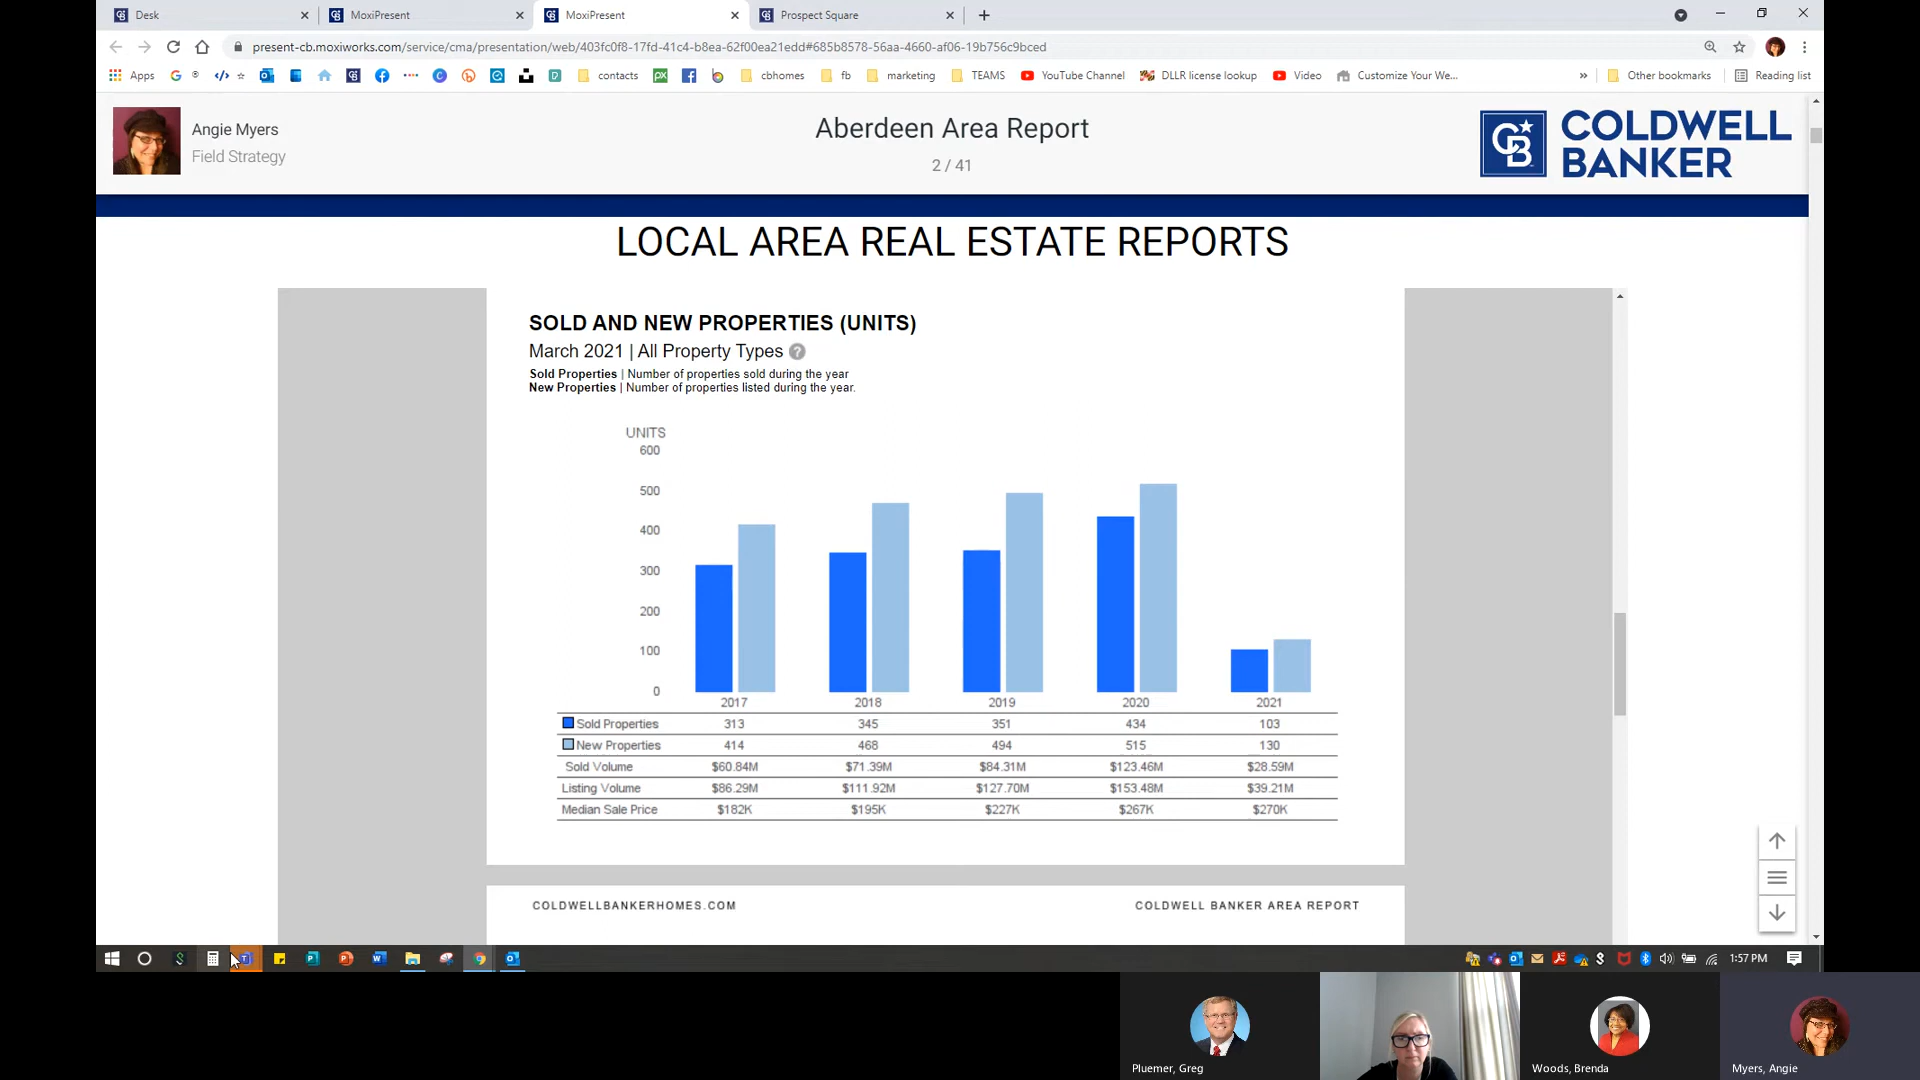 Desk
MoxiPresent
MoxiPresent
Prospect Square
present-cb.moxiworks.com/service/cma/presentation/web/403fc0f8-17fd-41c4-b8ea-62f00ea21edd#685b8578-56aa-4660-af06-19b756c9bced
Apps
contacts
cbhomes
fb
marketing
TEAMS
YouTube Channel
DLLR license lookup
Video
Customize Your We...
Other bookmarks
Reading list
Angie Myers
Field Strategy
Aberdeen Area Report
2 / 41
COLDWELL
BANKER
LOCAL AREA REAL ESTATE REPORTS
SOLD AND NEW PROPERTIES (UNITS)
March 2021 | All Property Types ?
Sold Properties | Number of properties sold during the year
New Properties | Number of properties listed during the year.
UNITS
600
500
400
300
200
100
0
2017 2018 2019 2020 2021
Sold Properties 313 345 351 434 103
New Properties 414 468 494 515 130
Sold Volume $60.84M $71.39M $84.31M $123.46M $28.59M
Listing Volume $86.29M $111.92M $127.70M $153.48M $39.21M
Median Sale Price $182K $195K $227K $267K $270K
COLDWELLBANKERHOMES.COM
COLDWELL BANKER AREA REPORT
1:57 PM
Pluemer, Greg
Woods, Brenda
Myers, Angie